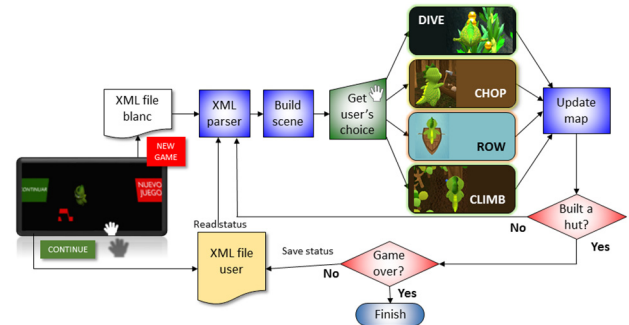 DIVE
XML file
blanc
XML
parser
Build
scene
Get
user's
choice
CHOP
Update
map
NEW
GAME
ROW
CONTINUAR
NUEVO
JUEGO
CLIMB
Built a
hut?
No
Yes
Read status
CONTINUE
XML file
user
Save status
No
Game
over?
Yes
Finish